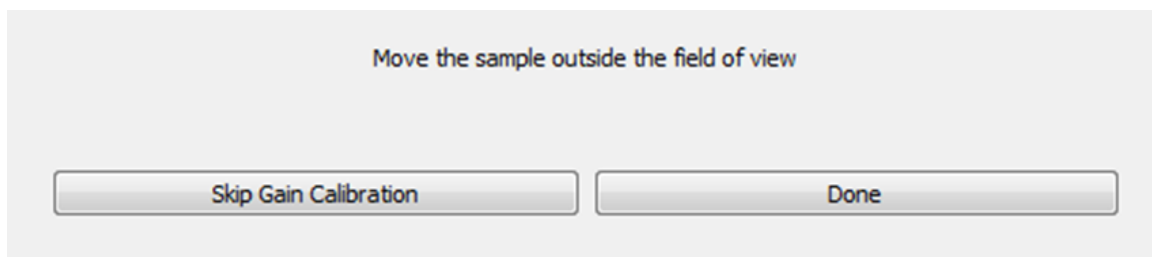 Move the sample outside the field of view
Skip Gain Calibration
Done